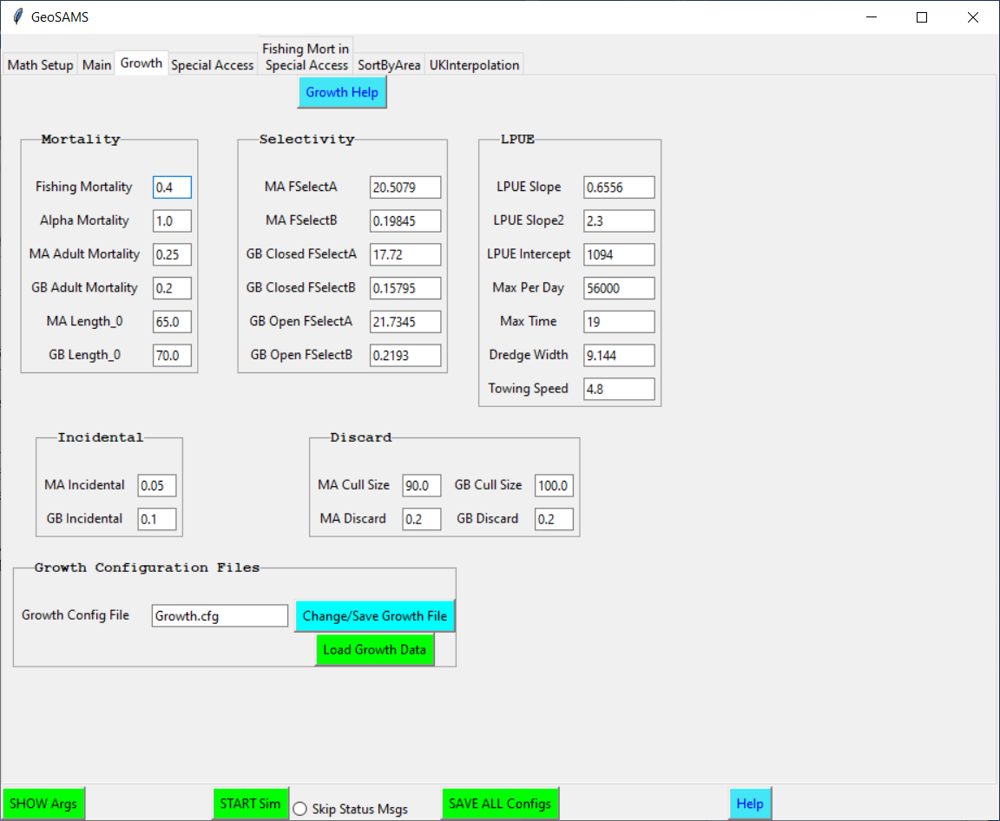 GeoSAMS
Math Setup Main Growth Special Access Fishing Mort in
Special Access SortByArea UKInterpolation
Growth Help
Mortality
Fishing Mortality 0.4
Alpha Mortality 1.0
MA Adult Mortality 0.25
GB Adult Mortality 0.2
MA Length_0 65.0
GB Length_0 70.0
Selectivity
MA FSelectA 20.5079
MA FSelectB 0.19845
GB Closed FSelectA 17.72
GB Closed FSelectB 0.15795
GB Open FSelectA 21.7345
GB Open FSelectB 0.2193
LPUE
LPUE Slope 0.6556
LPUE Slope2 2.3
LPUE Intercept 1094
Max Per Day 56000
Max Time 19
Dredge Width 9.144
Towing Speed 4.8
Incidental
MA Incidental 0.05
GB Incidental 0.1
Discard
MA Cull Size 90.0 GB Cull Size 100.0
MA Discard 0.2 GB Discard 0.2
Growth Configuration Files
Growth Config File Growth.cfg Change/Save Growth File
Load Growth Data
SHOW Args START Sim Skip Status Msgs SAVE ALL Configs Help